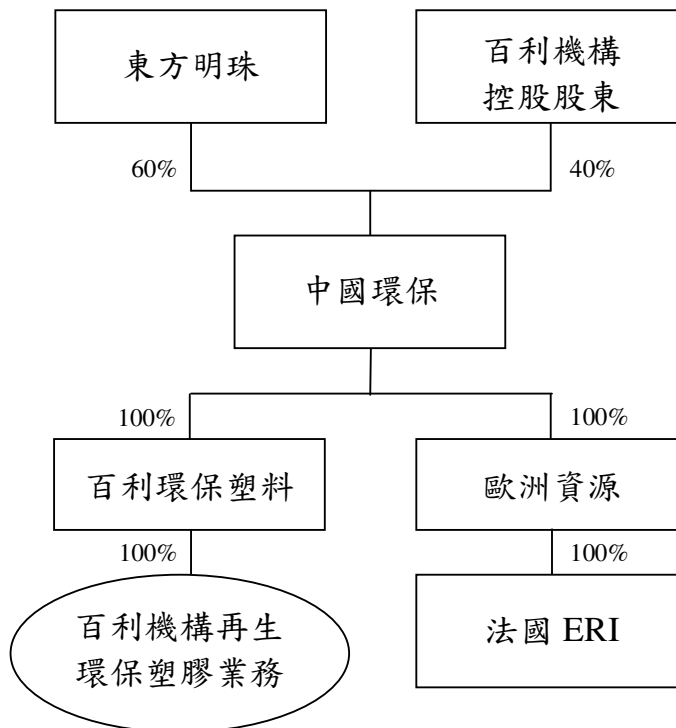 東方明珠
百利機構
控股股東
60%
40%
中國環保
100%
100%
百利環保塑料
歐洲資源
100%
100%
百利機構再生
環保塑膠業務
法國 ERI